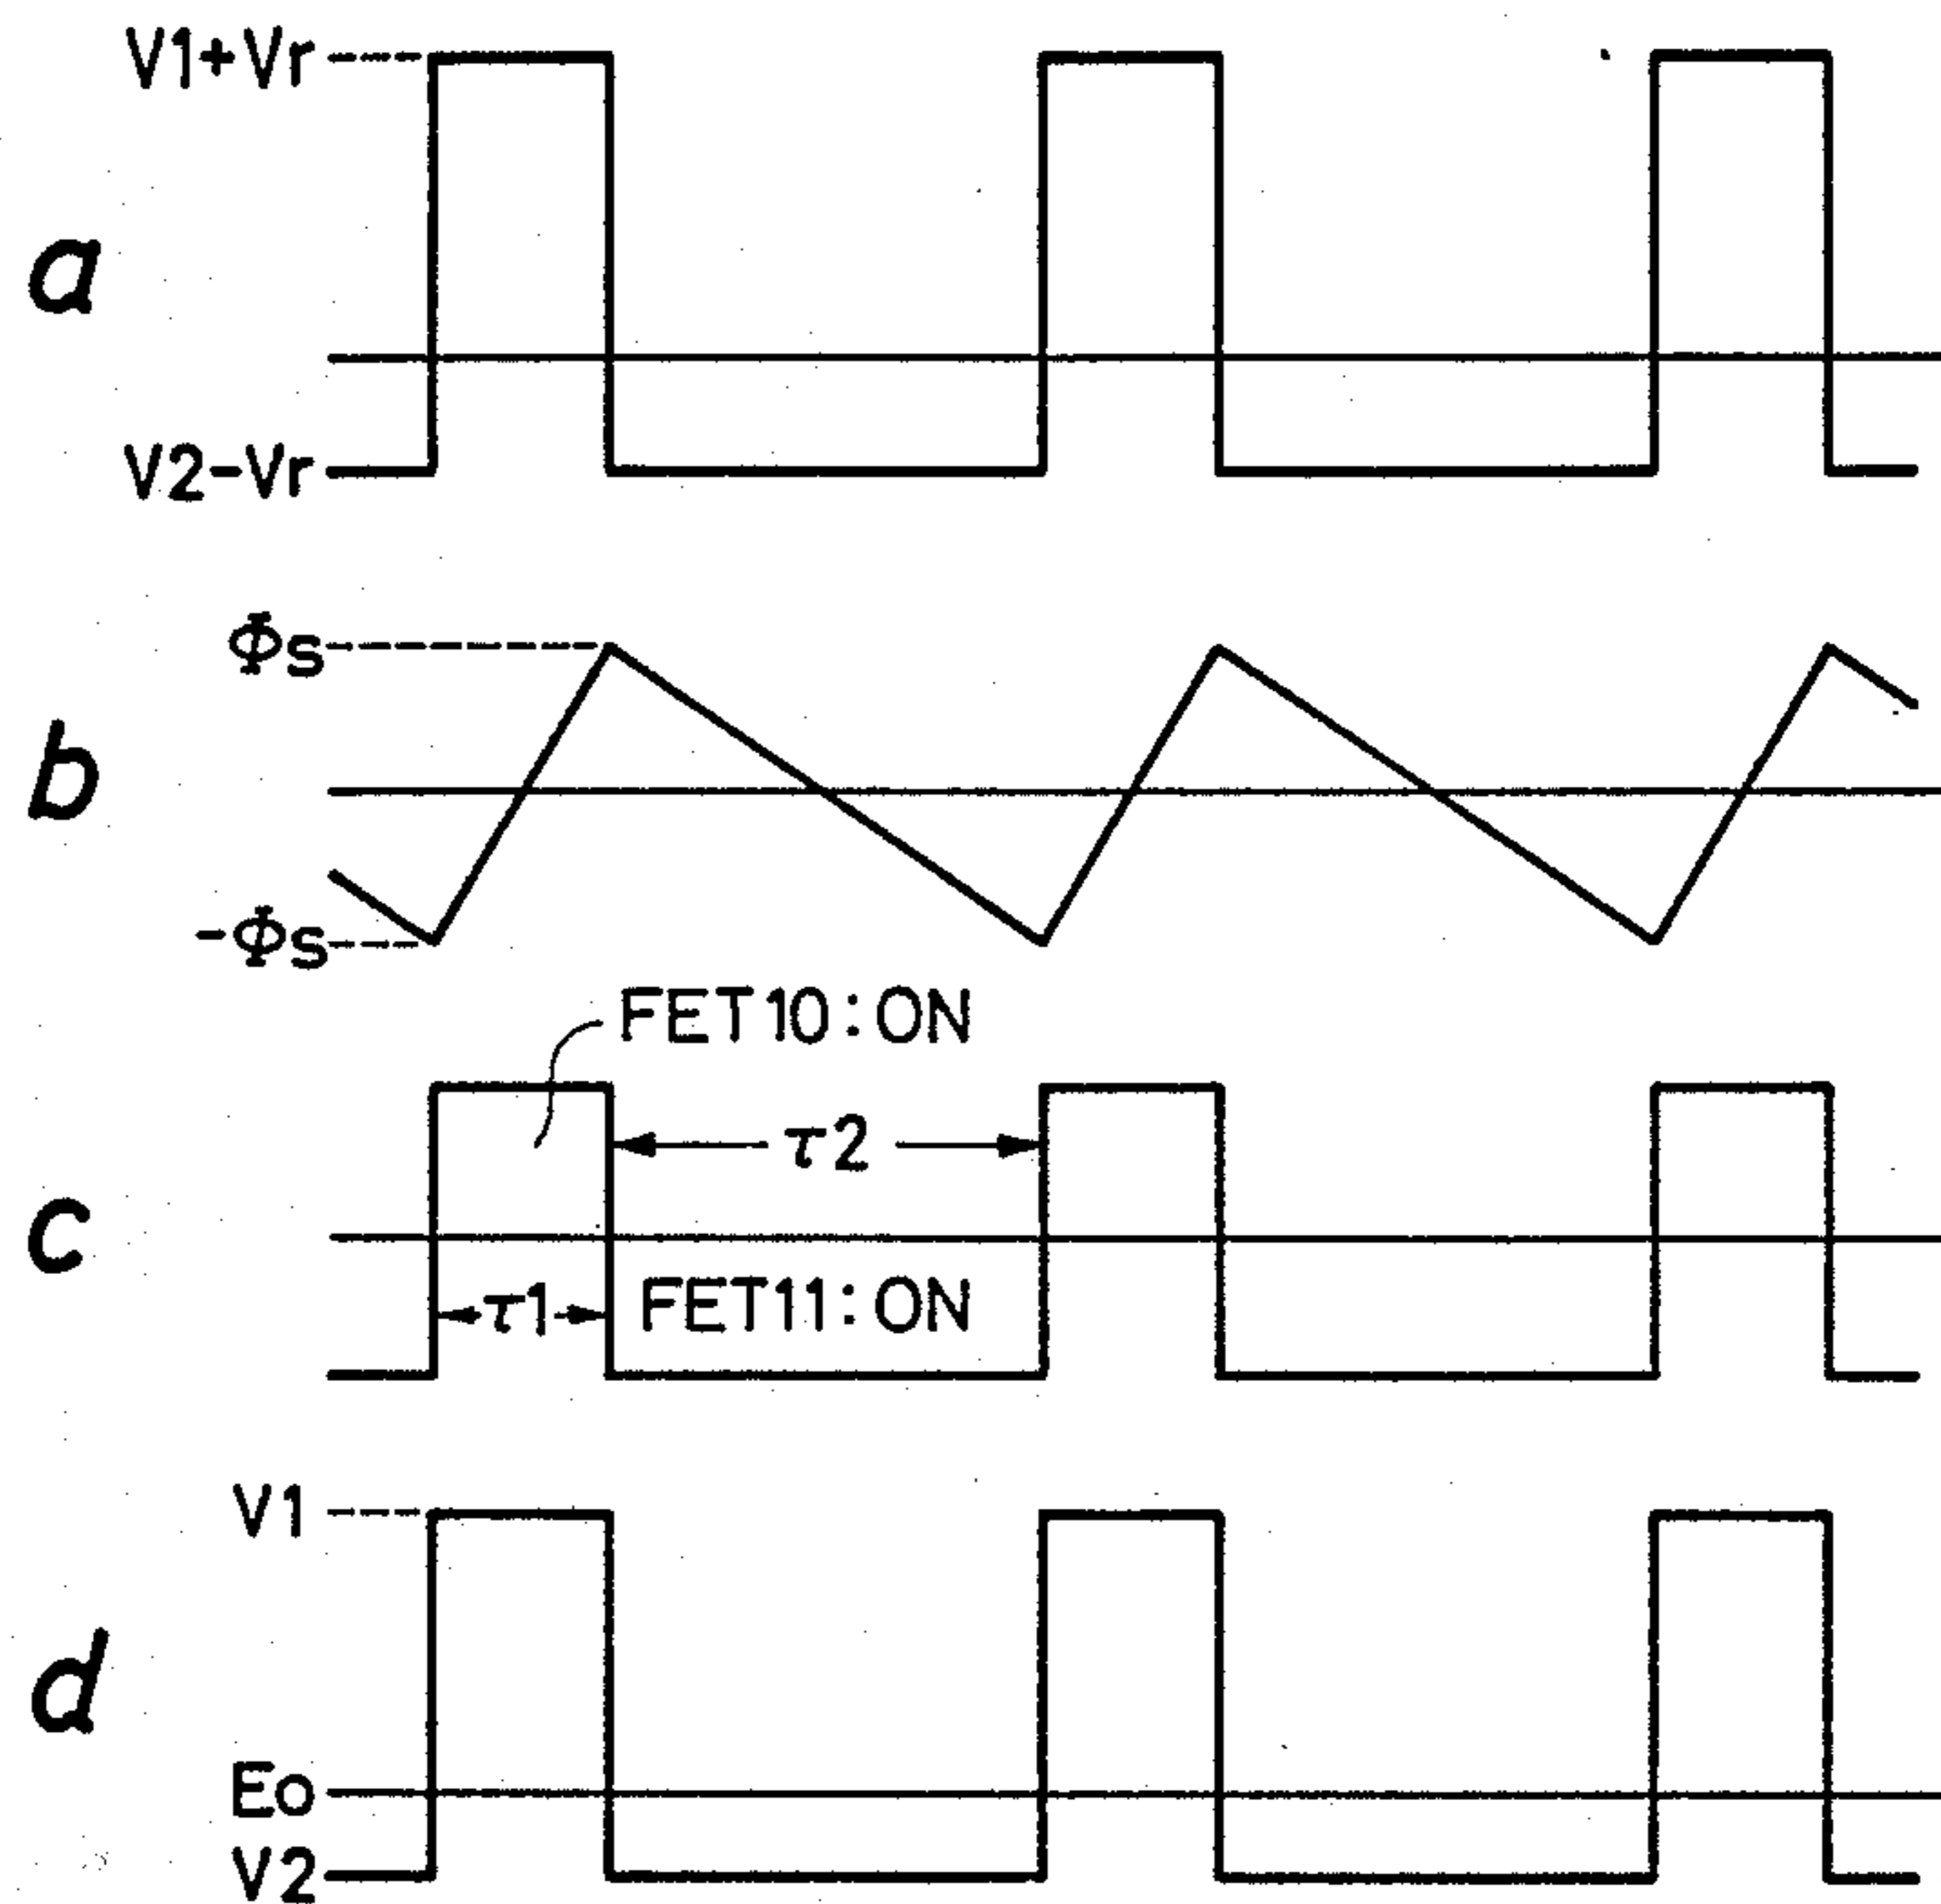 V1+Vr
a
V2-Vr
Φs
b
-Φs
FET10:ON
τ2
c
τ1
FET11:ON
V1
d
Eo
V2